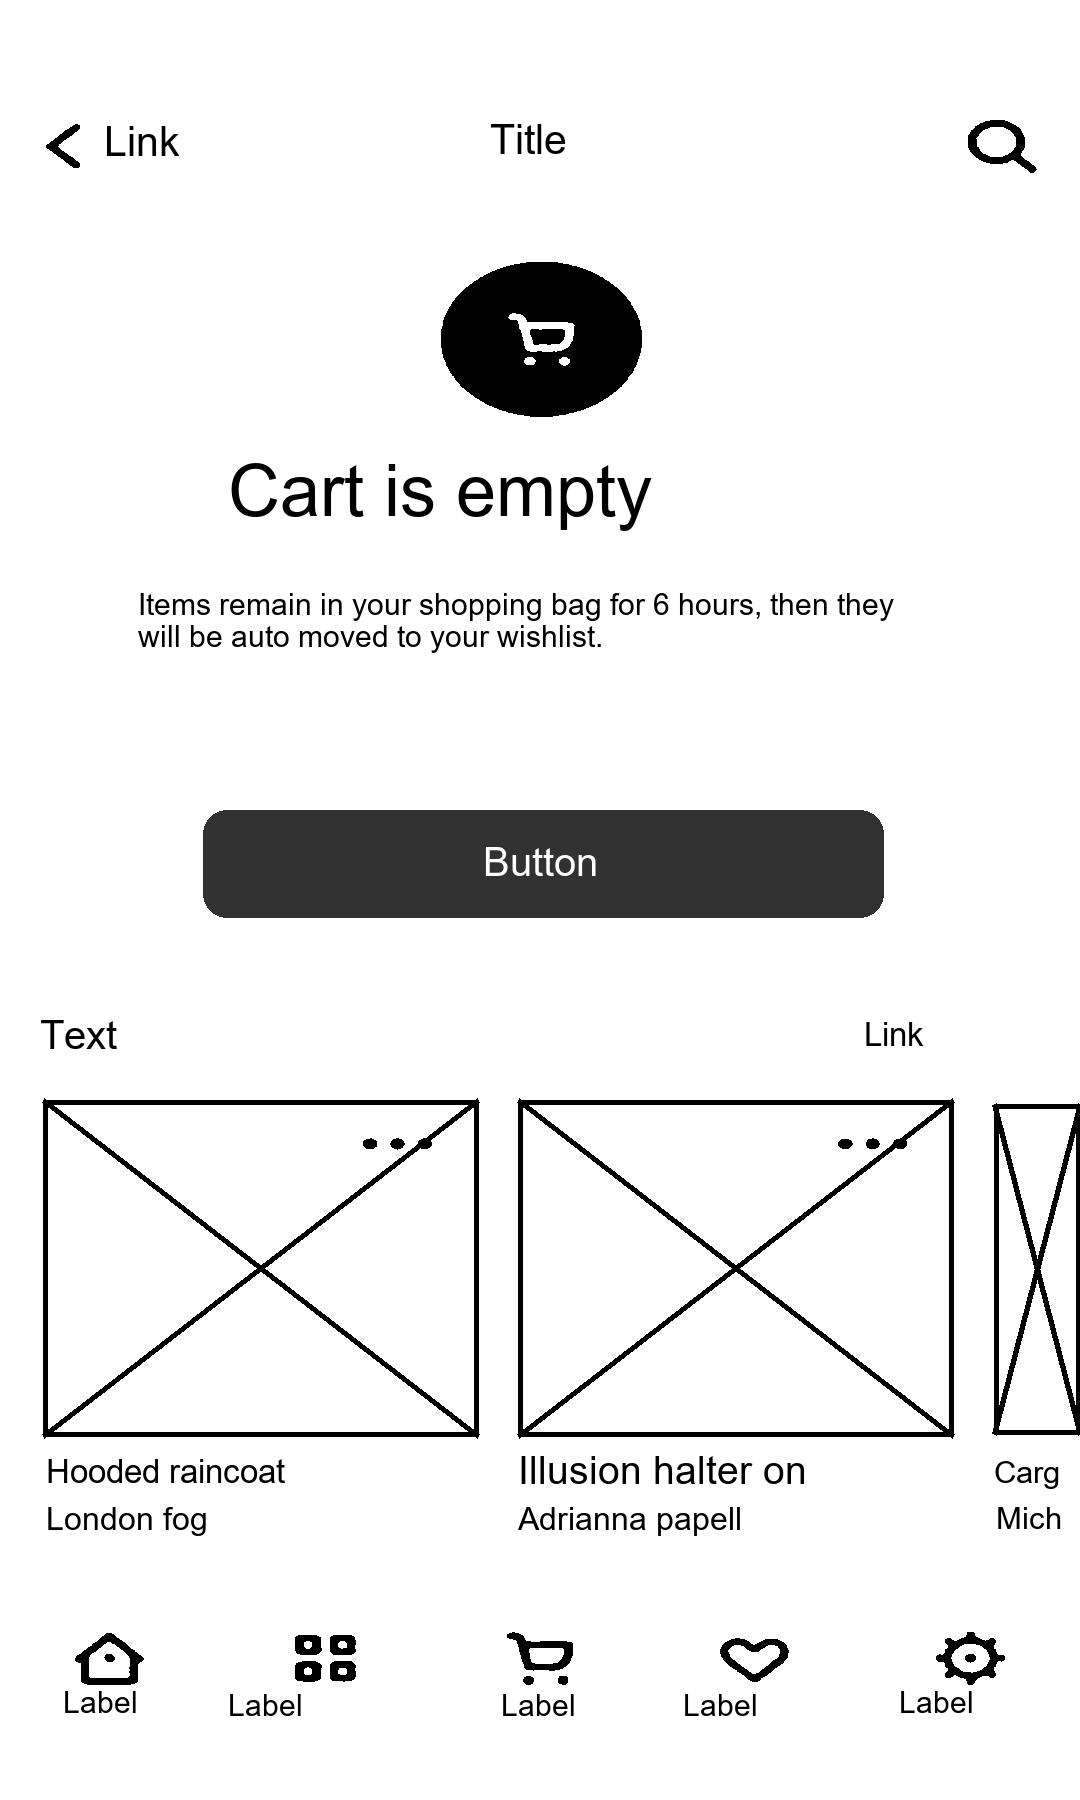 Link
Title
Cart is empty
Items remain in your shopping bag for 6 hours, then they
will be auto moved to your wishlist.
Button
Text
Link
Hooded raincoat
London fog
Illusion halter on
Adrianna papell
Carg
Mich
Label
Label
Label
Label
Label